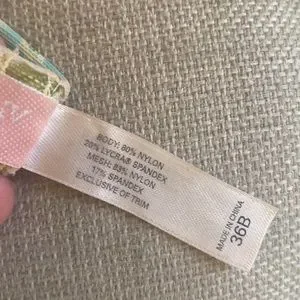 BODY: 80% NYLON
20% LYCRA® SPANDEX
MESH: 83% NYLON
17% SPANDEX
EXCLUSIVE OF TRIM
MADE IN CHINA
36B